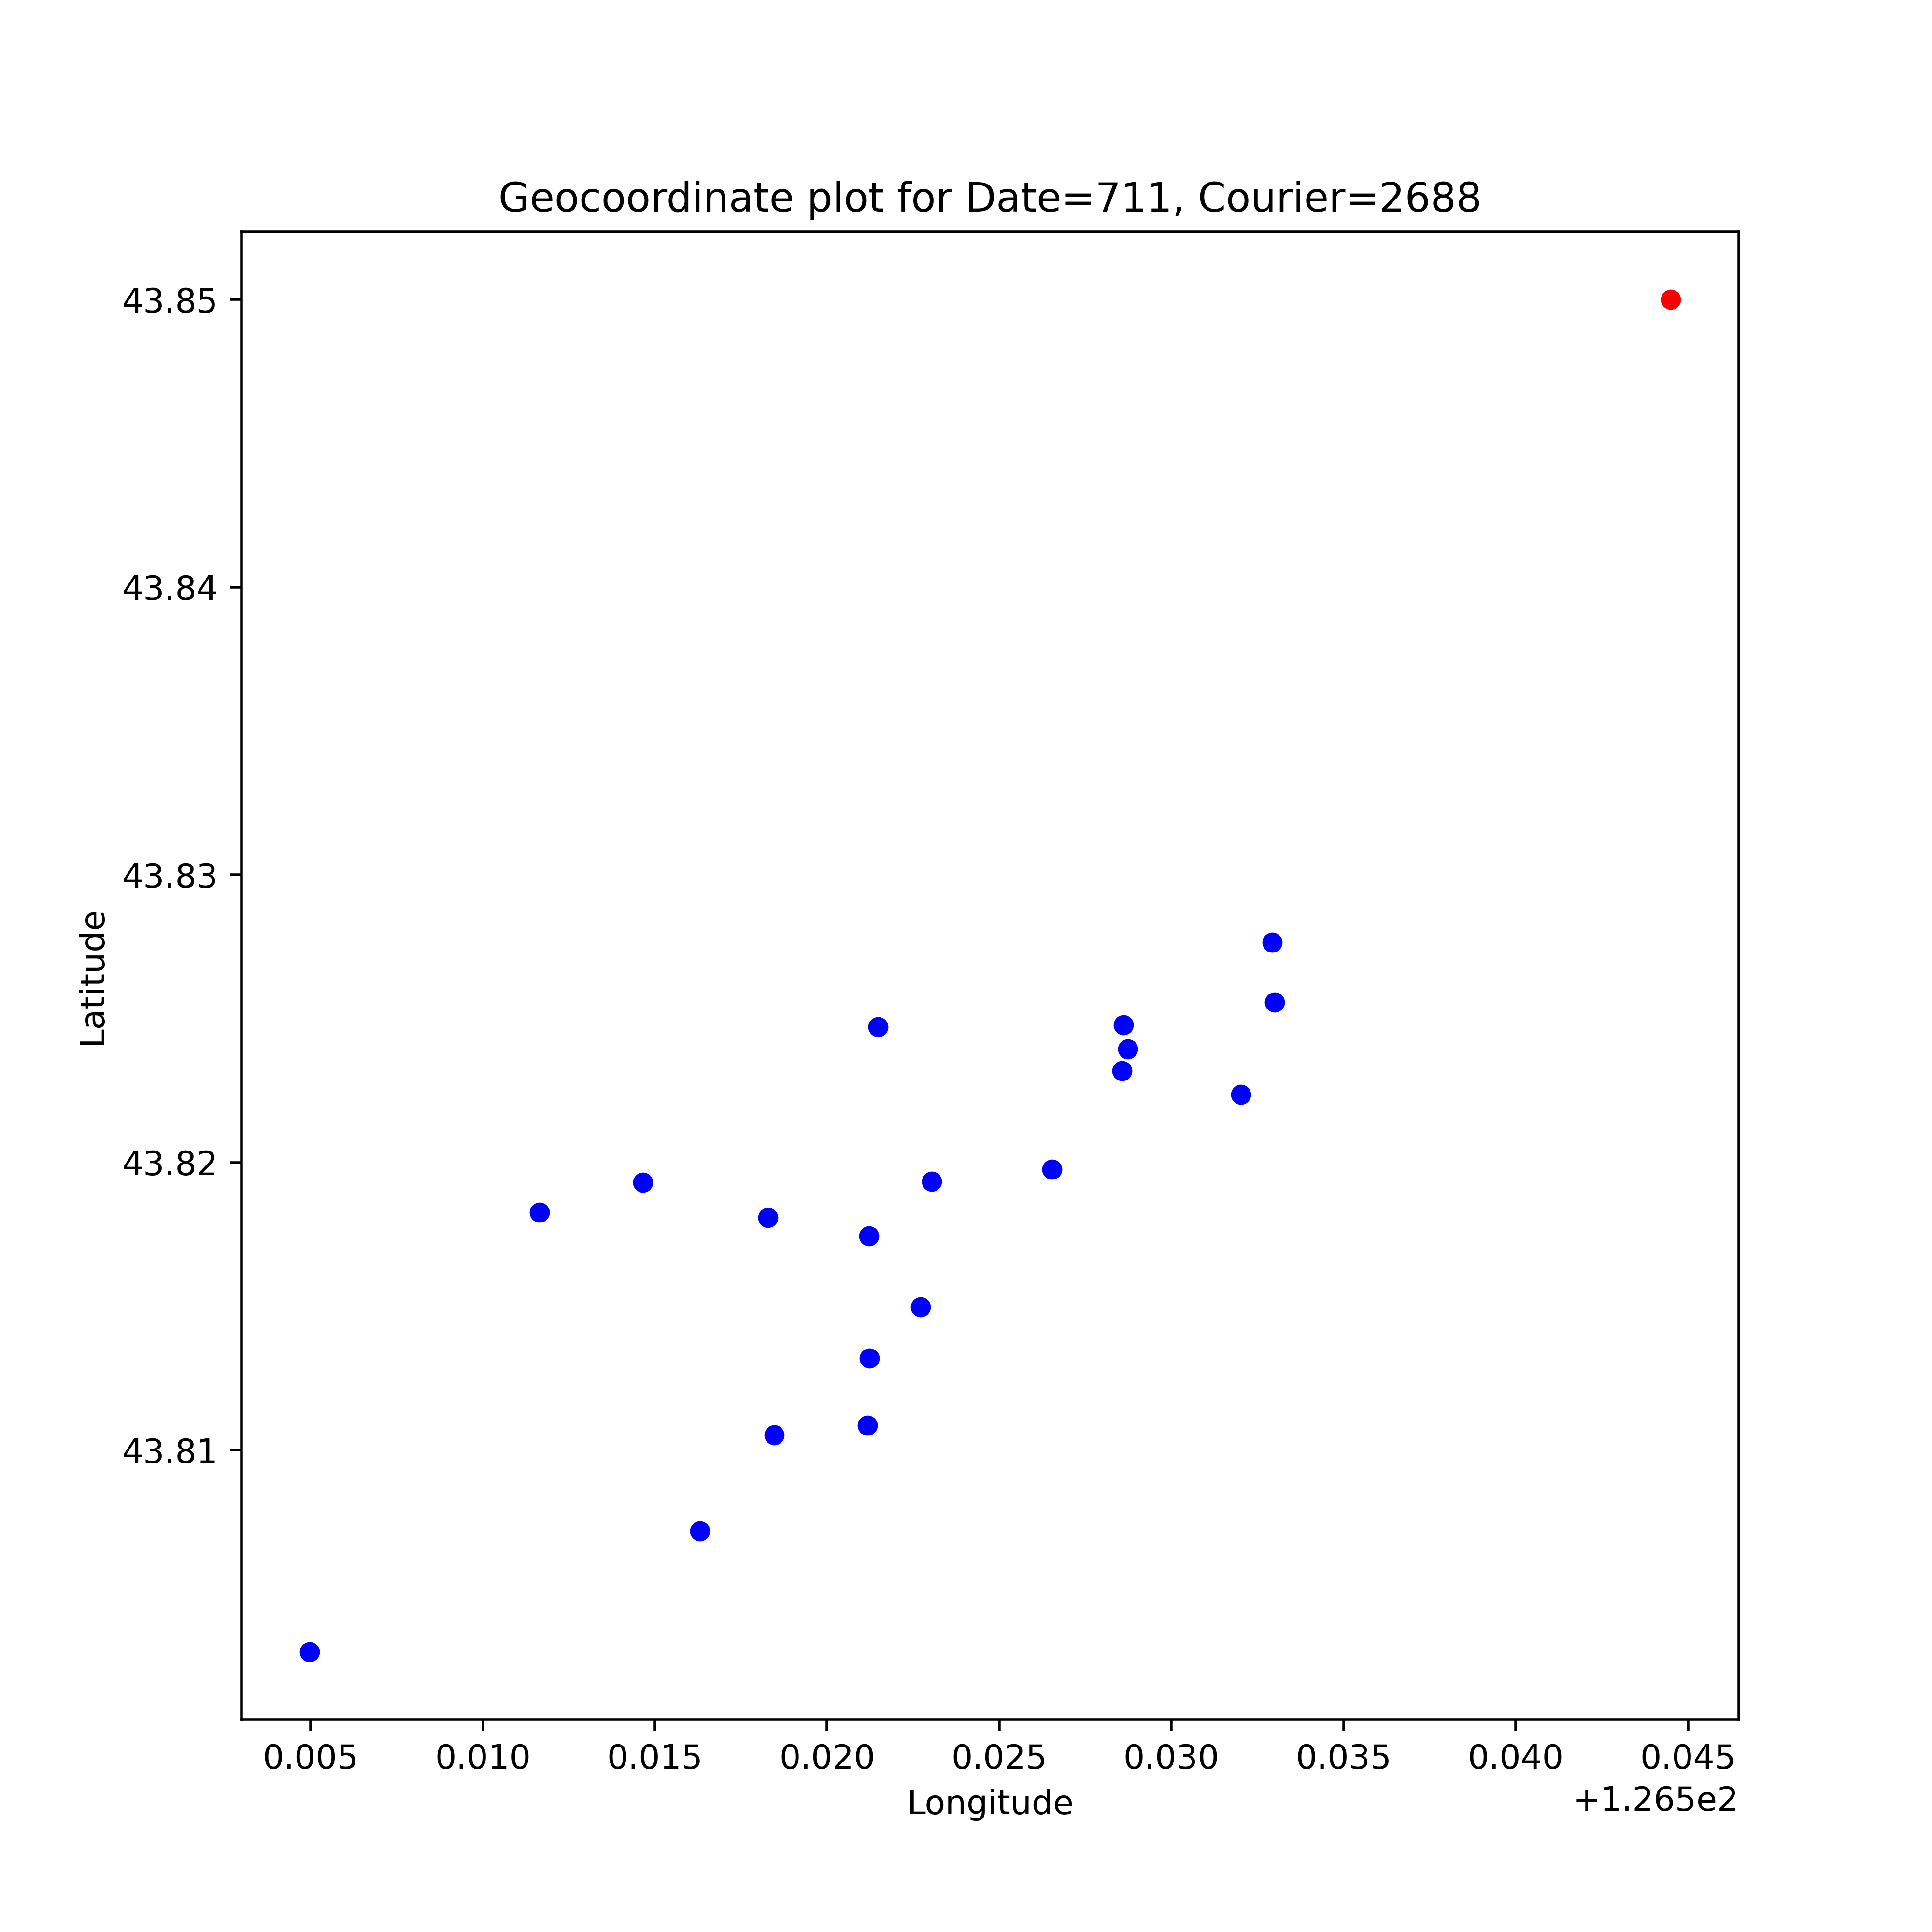 Geocoordinate plot for Date=711, Courier=2688
43.85
43.84
43.83
43.82
43.81
Latitude
0.005 0.010 0.015 0.020 0.025 0.030 0.035 0.040 0.045
+1.265e2
Longitude